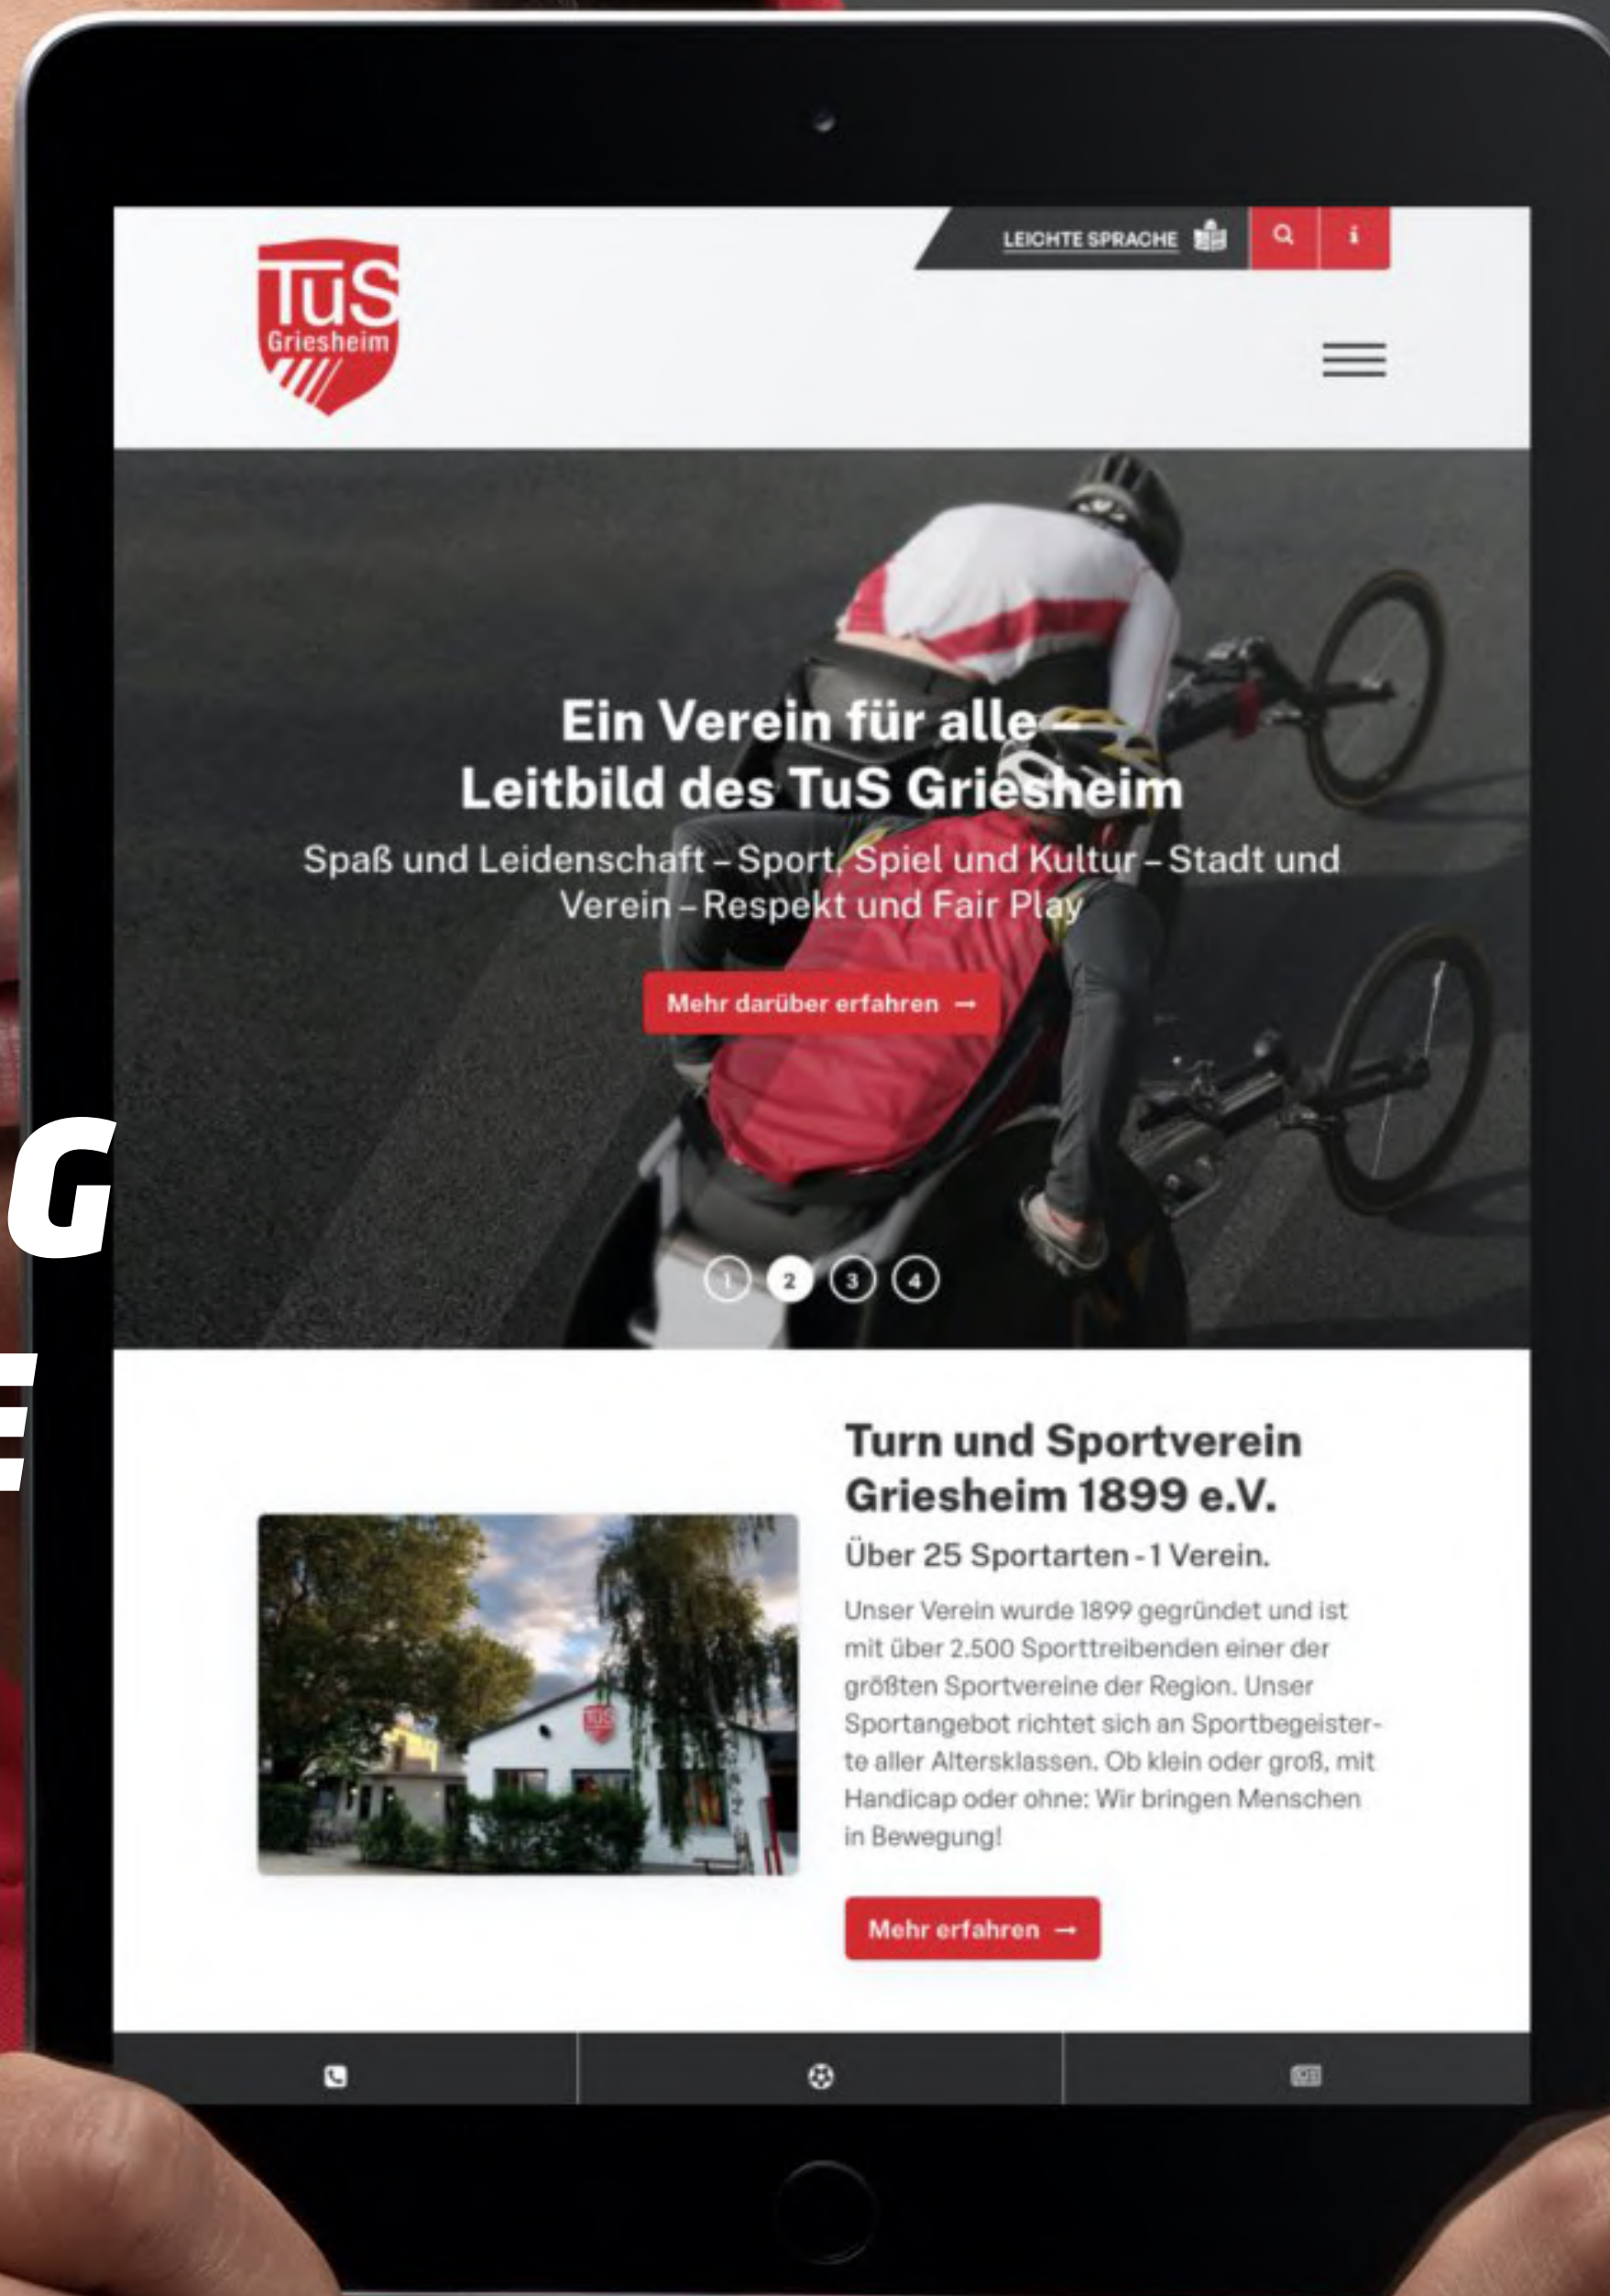 LEICHTE SPRACHE
TuS
Griesheim
Ein Verein für alle –
Leitbild des TuS Griesheim
Spaß und Leidenschaft – Sport, Spiel und Kultur – Stadt und
Verein – Respekt und Fair Play
Mehr darüber erfahren →
G
1 2 3 4
E
Turn und Sportverein
Griesheim 1899 e.V.
Über 25 Sportarten - 1 Verein.
Unser Verein wurde 1899 gegründet und ist
mit über 2.500 Sporttreibenden einer der
größten Sportvereine der Region. Unser
Sportangebot richtet sich an Sportbegeister-
te aller Altersklassen. Ob klein oder groß, mit
Handicap oder ohne: Wir bringen Menschen
in Bewegung!
TUS
Mehr erfahren →